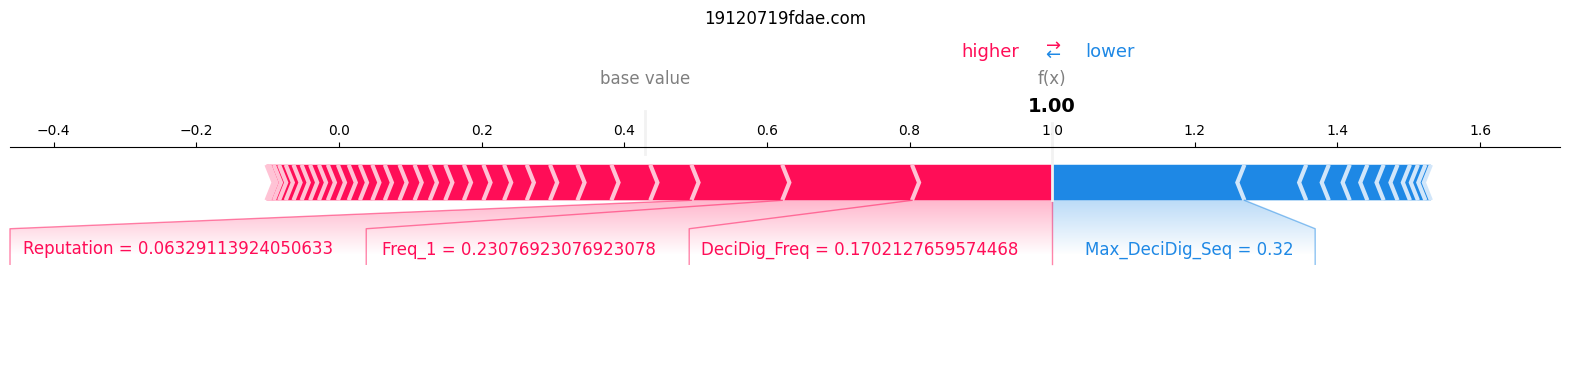 19120719fdae.com
higher → ← lower
base value f(x)
1.00
−0.4 −0.2 0.0 0.2 0.4 0.6 0.8 1 0 1.2 1.4 1.6
Reputation = 0.06329113924050633 Freq_1 = 0.23076923076923078 DeciDig_Freq = 0.1702127659574468 Max_DeciDig_Seq = 0.32